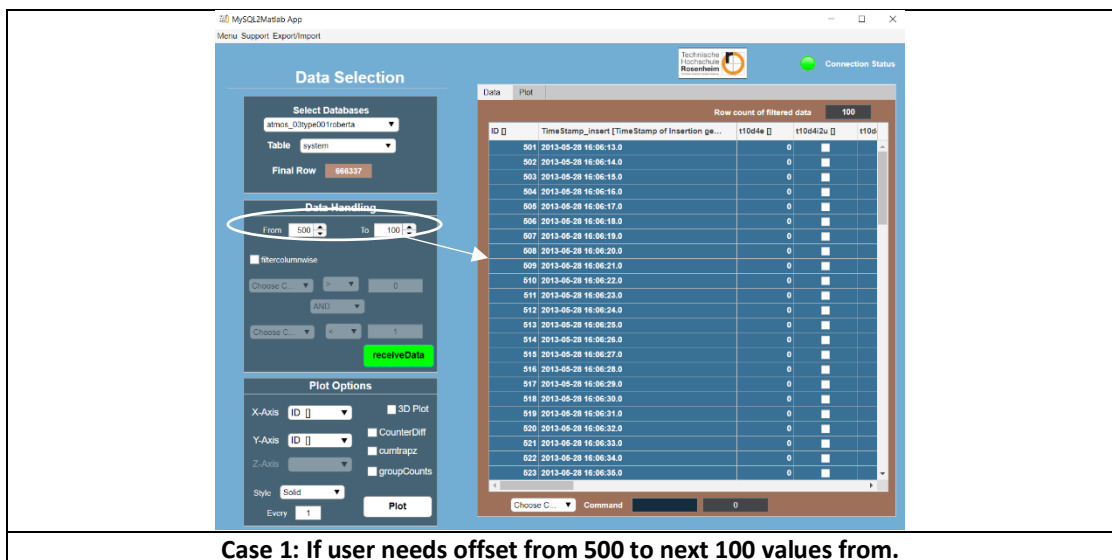 MySQL2Matlab App
Menu Support Export/Import
Technische
Hochschule
Rosenheim
Connection Status
Data Selection
Select Databases
atmos_03type001roberta
Table system
Final Row 666337
Data Handling
From 500 To 100
filtercolumnwise
Choose C... > 0
AND
Choose C... < 1
receiveData
Plot Options
X-Axis ID [] 3D Plot
CounterDiff
Y-Axis ID []
cumtrapz
Z-Axis
groupCounts
Style Solid
Every 1 Plot
Data Plot
Row count of filtered data 100
ID [] TimeStamp_insert [TimeStamp of Insertion ge... t10d4e [] t10d4i2u [] t10d
501 2013-05-28 16:06:13.0 0
502 2013-05-28 16:06:14.0 0
503 2013-05-28 16:06:15.0 0
504 2013-05-28 16:06:16.0 0
505 2013-05-28 16:06:17.0 0
506 2013-05-28 16:06:18.0 0
507 2013-05-28 16:06:19.0 0
508 2013-05-28 16:06:20.0 0
509 2013-05-28 16:06:21.0 0
510 2013-05-28 16:06:22.0 0
511 2013-05-28 16:06:23.0 0
512 2013-05-28 16:06:24.0 0
513 2013-05-28 16:06:25.0 0
514 2013-05-28 16:06:26.0 0
515 2013-05-28 16:06:27.0 0
516 2013-05-28 16:06:28.0 0
517 2013-05-28 16:06:29.0 0
518 2013-05-28 16:06:30.0 0
519 2013-05-28 16:06:31.0 0
520 2013-05-28 16:06:32.0 0
521 2013-05-28 16:06:33.0 0
522 2013-05-28 16:06:34.0 0
523 2013-05-28 16:06:35.0 0
Choose C... Command 0
Case 1: If user needs offset from 500 to next 100 values from.